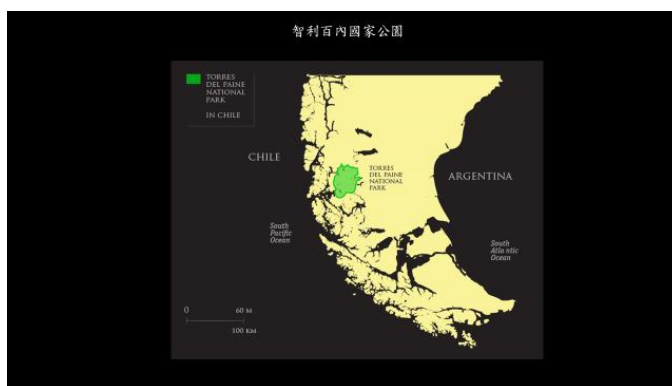 智利百內國家公園
TORRES
DEL PAINE
NATIONAL
PARK
IN CHILE
CHILE
TORRES
DEL PAINE
NATIONAL
PARK
ARGENTINA
South
Pacific
Ocean
South
Atla ntic
Ocean
0 60 M
100 KM